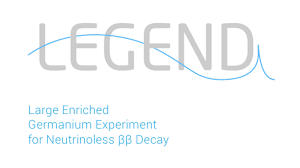 LEGEND
Large Enriched
Germanium Experiment
for Neutrinoless ββ Decay